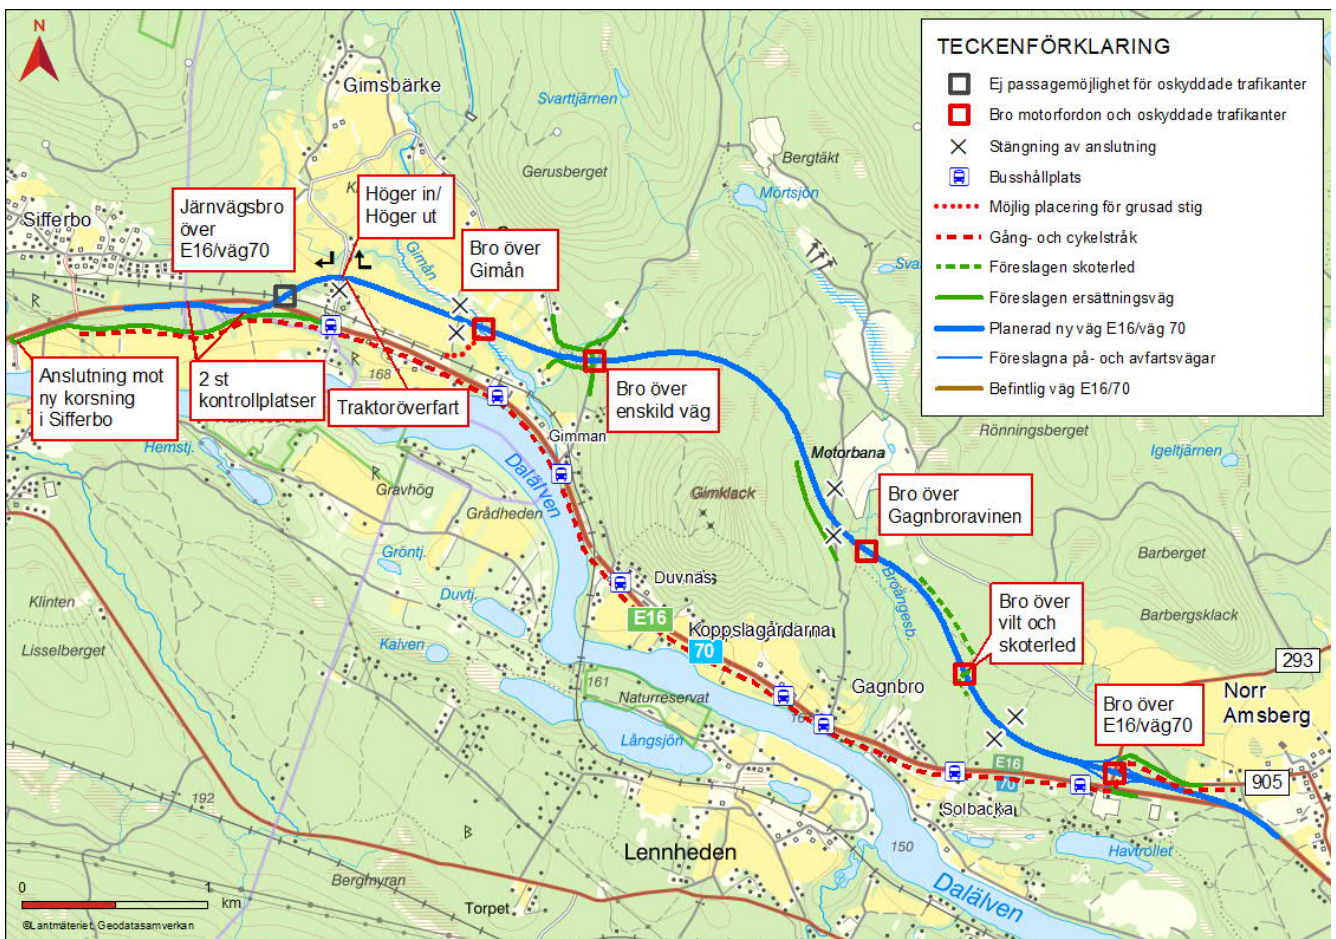 N
Gimsbärke
Svarttjärnen
Gerusberget
Bergtäkt
Mörtsjön
Sifferbo
Järnvägsbro
över
E16/väg70
Höger in/
Höger ut
Gimån
Bro över
Gimån
Anslutning mot
ny korsning
i Sifferbo
2 st
kontrollplatser
168
Traktoröverfart
Bro över
enskild väg
Gimman
Hemstj.
Gravhög
Grådheden
Dalälven
Gimklack
Motorbana
Bro över
Gagnbroravinen
Rönningsberget
Igeltjärnen
Gröntj.
Duvtj.
Kalven
Klinten
Lisselberget
Duvnäs
E16
Koppslagårdarna
70
Broängesb.
Barberget
Barbergsklack
Bro över
vilt och
skoterled
293
Norr
Amsberg
161
Naturreservat
Långsjön
Gagnbro
Bro över
E16/väg70
E16
70
905
Solbacka
192
Lennheden
150
Havtrollet
Bergmyran
Torpet
Dalälven
0 1
km
©Lantmäteriet, Geodatasamverkan
TECKENFÖRKLARING
Ej passagemöjlighet för oskyddade trafikanter
Bro motorfordon och oskyddade trafikanter
Stängning av anslutning
Busshållplats
Möjlig placering för grusad stig
Gång- och cykelstråk
Föreslagen skoterled
Föreslagen ersättningsväg
Planerad ny väg E16/väg 70
Föreslagna på- och avfartsvägar
Befintlig väg E16/70